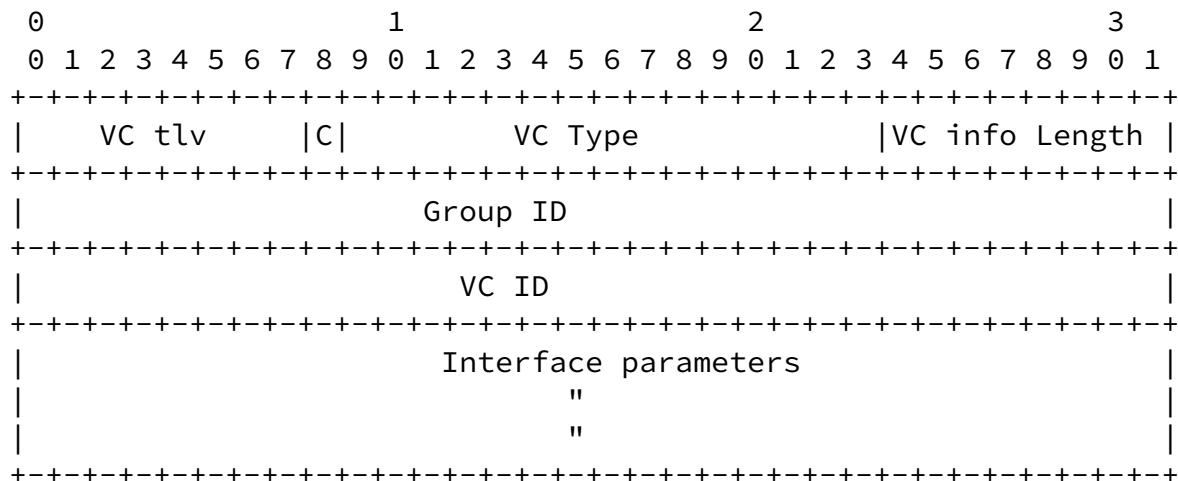 0                   1                   2                   3
 0 1 2 3 4 5 6 7 8 9 0 1 2 3 4 5 6 7 8 9 0 1 2 3 4 5 6 7 8 9 0 1
+-+-+-+-+-+-+-+-+-+-+-+-+-+-+-+-+-+-+-+-+-+-+-+-+-+-+-+-+-+-+-+-+
|    VC tlv     |C|         VC Type             |VC info Length |
+-+-+-+-+-+-+-+-+-+-+-+-+-+-+-+-+-+-+-+-+-+-+-+-+-+-+-+-+-+-+-+-+
|                      Group ID                                 |
+-+-+-+-+-+-+-+-+-+-+-+-+-+-+-+-+-+-+-+-+-+-+-+-+-+-+-+-+-+-+-+-+
|                        VC ID                                  |
+-+-+-+-+-+-+-+-+-+-+-+-+-+-+-+-+-+-+-+-+-+-+-+-+-+-+-+-+-+-+-+-+
|                       Interface parameters                    |
|                              "                                |
|                              "                                |
+-+-+-+-+-+-+-+-+-+-+-+-+-+-+-+-+-+-+-+-+-+-+-+-+-+-+-+-+-+-+-+-+